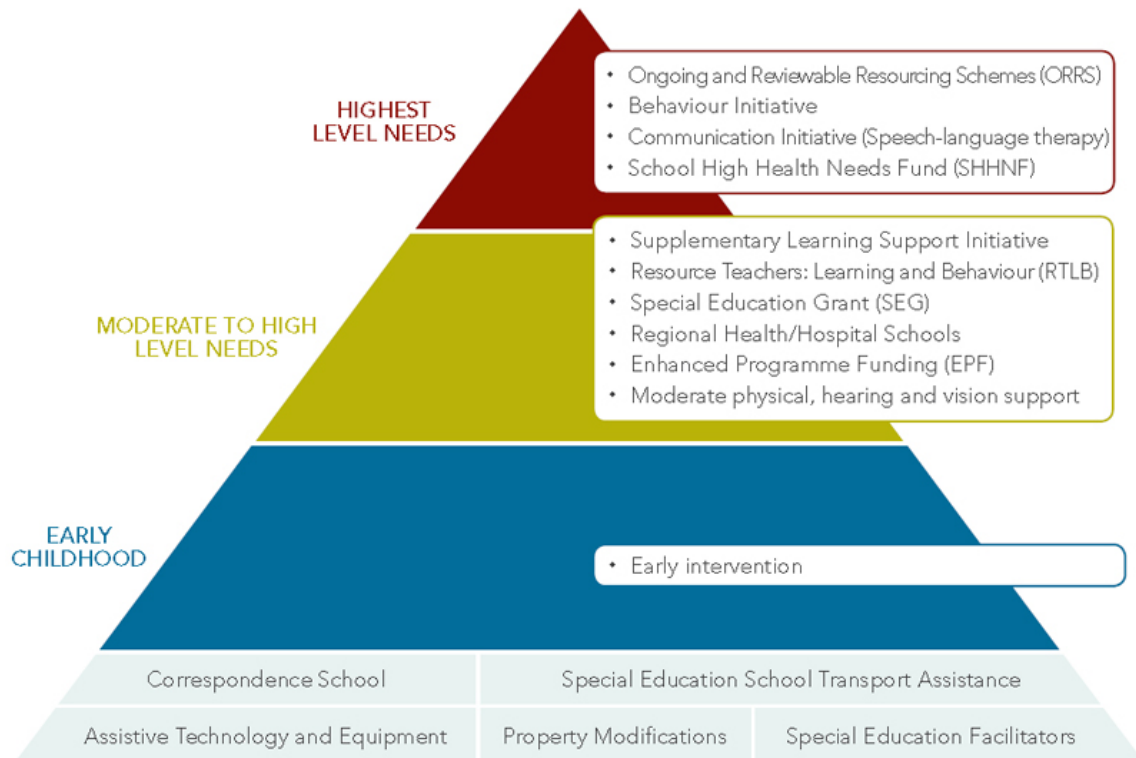 HIGHEST
LEVEL NEEDS
• Ongoing and Reviewable Resourcing Schemes (ORRS)
• Behaviour Initiative
• Communication Initiative (Speech-language therapy)
• School High Health Needs Fund (SHHNF)
MODERATE TO HIGH
LEVEL NEEDS
• Supplementary Learning Support Initiative
• Resource Teachers: Learning and Behaviour (RTLB)
• Special Education Grant (SEG)
• Regional Health/Hospital Schools
• Enhanced Programme Funding (EPF)
• Moderate physical, hearing and vision support
EARLY
CHILDHOOD
• Early intervention
Correspondence School
Special Education School Transport Assistance
Assistive Technology and Equipment
Property Modifications
Special Education Facilitators